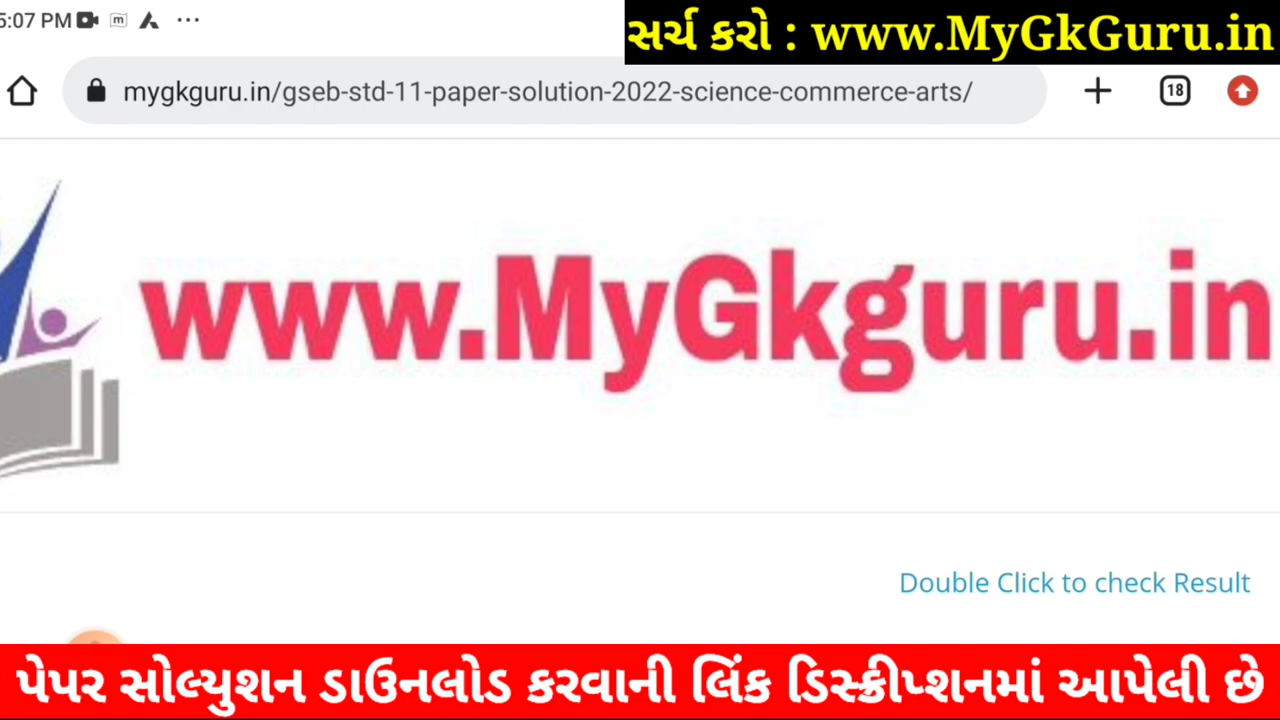 5:07 PM
સર્ચ કરો : www.MyGkGuru.in
mygkguru.in/gseb-std-11-paper-solution-2022-science-commerce-arts/
18
www.MyGkguru.in
Double Click to check Result
પેપર સોલ્યુશન ડાઉનલોડ કરવાની લિંક ડિસ્ક્રીપ્શનમાં આપેલી છે